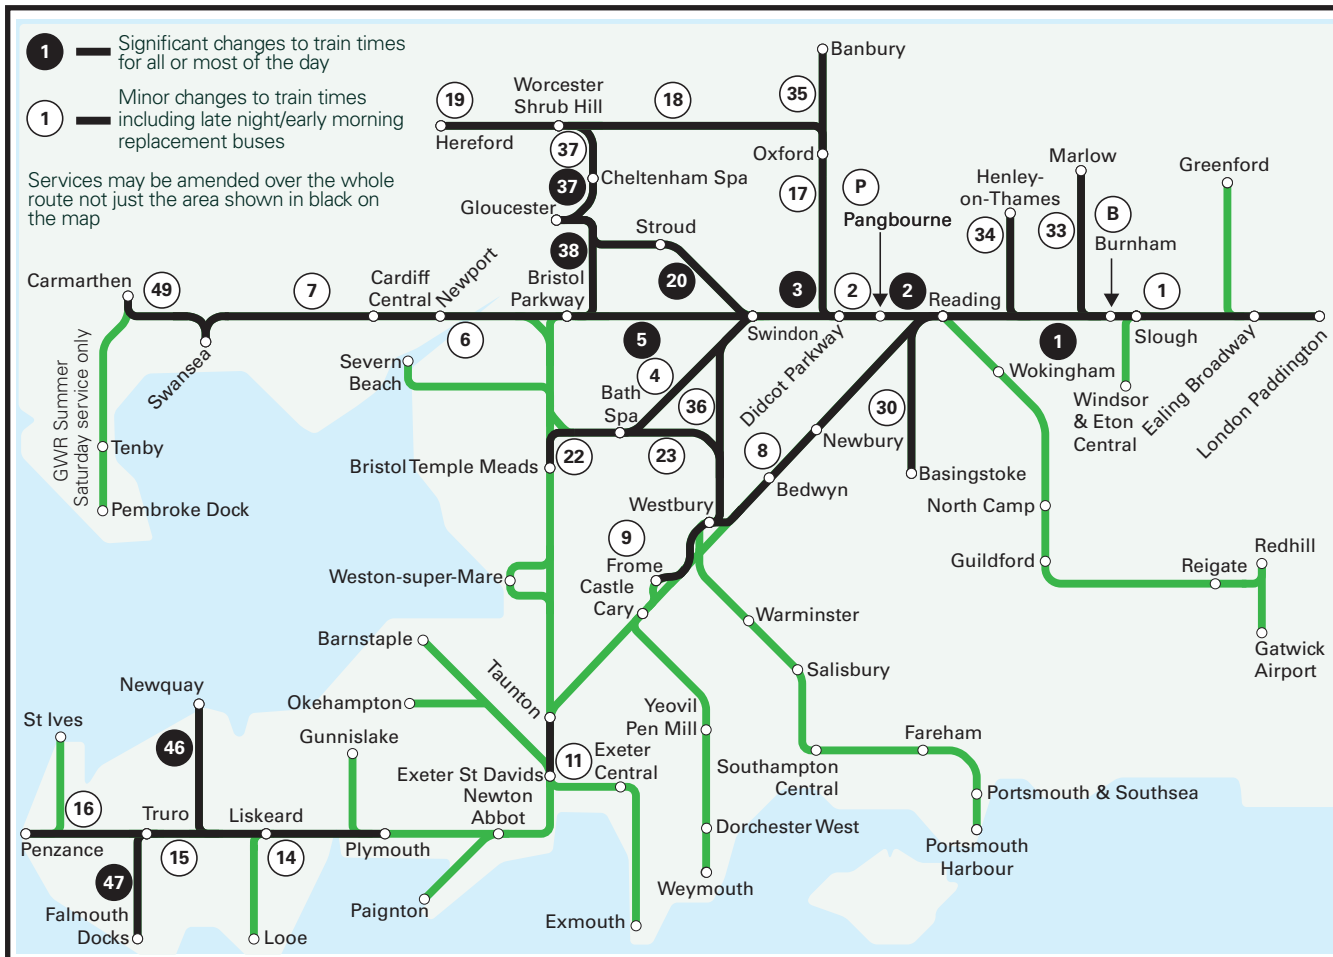 1
Significant changes to train times
for all or most of the day
1
Minor changes to train times
including late night/early morning
replacement buses
Services may be amended over the whole
route not just the area shown in black on
the map
Banbury
35
Worcester
Shrub Hill
19
18
Hereford
37
Oxford
Cheltenham Spa
37
17
P
Pangbourne
Henley-
on-Thames
34
Marlow
33
B
Burnham
Greenford
Gloucester
Stroud
38
20
Carmarthen
49
7
Cardiff
Central
Newport
Bristol
Parkway
3
2
2
Reading
1
Swansea
6
5
Swindon
Didcot Parkway
1
Slough
Ealing Broadway
London Paddington
GWR Summer
Saturday service only
Severn
Beach
4
Bath
Spa
36
30
Wokingham
Windsor
& Eton
Central
Tenby
Newbury
Bristol Temple Meads
22
23
8
Basingstoke
Bedwyn
Pembroke Dock
Westbury
North Camp
9
Frome
Guildford
Redhill
Reigate
Weston-super-Mare
Castle
Cary
Warminster
Barnstaple
Gatwick
Airport
Salisbury
Newquay
Okehampton
Taunton
Yeovil
Pen Mill
St Ives
46
Gunnislake
11
Exeter
Central
Fareham
Exeter St Davids
Southampton
Central
Newton
Abbot
Portsmouth & Southsea
16
Truro
Liskeard
Dorchester West
Penzance
15
14
Plymouth
Portsmouth
Harbour
47
Weymouth
Falmouth
Docks
Looe
Paignton
Exmouth